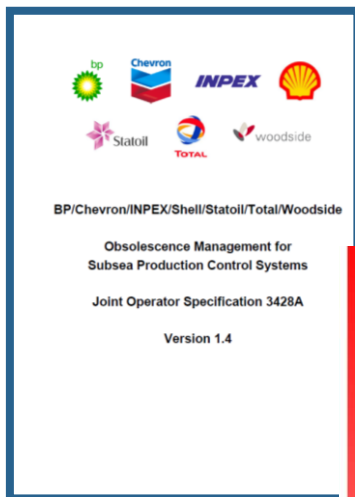 bp
Chevron
INPEX
Statoil
TOTAL
woodside
BP/Chevron/INPEX/Shell/Statoil/Total/Woodside
Obsolescence Management for
Subsea Production Control Systems
Joint Operator Specification 3428A
Version 1.4